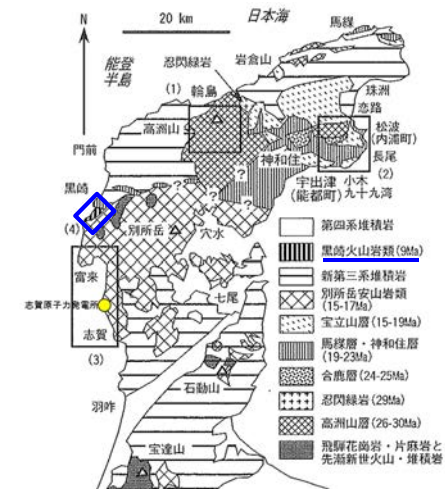 20 km
日本海
N
能登
半島
忍閃緑岩
岩倉山
馬緤
(1)
輪島
珠洲
高洲山
恋路
松波
(内浦町)
門前
神和住
長尾
(2)
宇出津
(能都町)
小木
九十九湾
黒崎
?
?
?
?
(4)
別所岳
穴水
第四系堆積岩
黒崎火山岩類(9Ma)
富来
新第三系堆積岩
七尾
別所岳安山岩類
(15-17Ma)
志賀原子力発電所
志賀
宝立山層(15-19Ma)
(3)
馬緤層・神和住層
(19-23Ma)
石動山
合鹿層(24-25Ma)
羽咋
忍閃緑岩(29Ma)
高洲山層(26-30Ma)
宝達山
飛騨花崗岩・片麻岩と
先漸新世火山・堆積岩